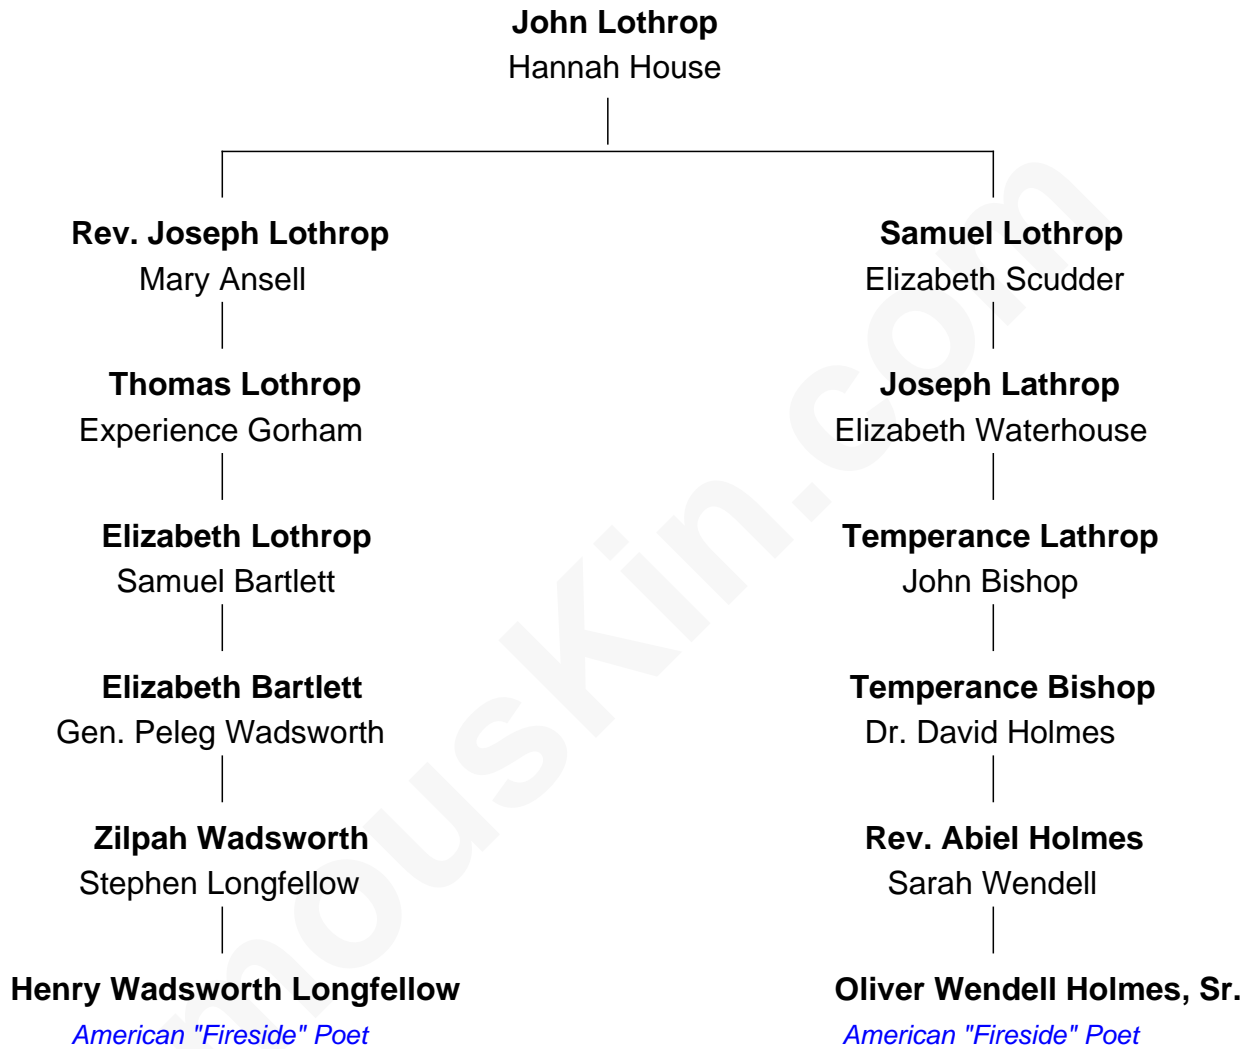 John Lothrop
Hannah House
Rev. Joseph Lothrop
Mary Ansell
Samuel Lothrop
Elizabeth Scudder
Thomas Lothrop
Experience Gorham
Joseph Lathrop
Elizabeth Waterhouse
Elizabeth Lothrop
Samuel Bartlett
Temperance Lathrop
John Bishop
Elizabeth Bartlett
Gen. Peleg Wadsworth
Temperance Bishop
Dr. David Holmes
Zilpah Wadsworth
Stephen Longfellow
Rev. Abiel Holmes
Sarah Wendell
Henry Wadsworth Longfellow
American "Fireside" Poet
Oliver Wendell Holmes, Sr.
American "Fireside" Poet
mousKin.com